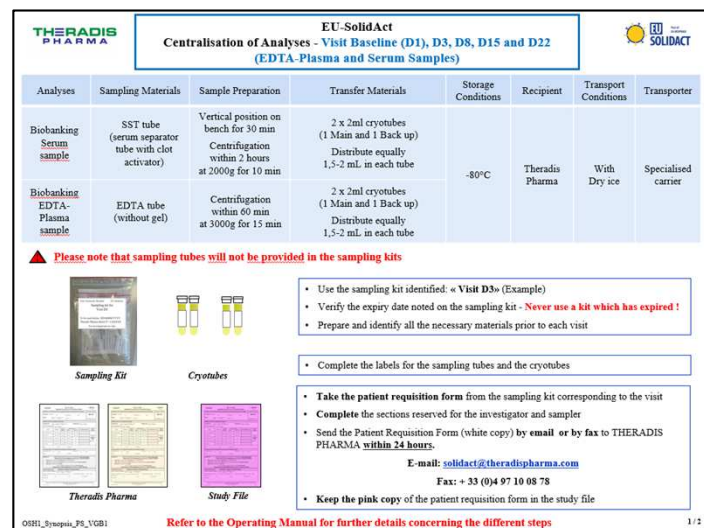 THERADIS
PHARMA
EU-SolidAct
Centralisation of Analyses - Visit Baseline (D1), D3, D8, D15 and D22
(EDTA-Plasma and Serum Samples)
EU
SOLIDACT
Analyses
Sampling Materials
Sample Preparation
Transfer Materials
Storage
Conditions
Recipient
Transport
Conditions
Transporter
Biobanking
Serum
sample
SST tube
(serum separator
tube with clot
activator)
Vertical position on
bench for 30 min
Centrifugation
within 2 hours
at 2000g for 10 min
2 x 2ml cryotubes
(1 Main and 1 Back up)
Distribute equally
1,5-2 mL in each tube
-80°C
Theradis
Pharma
With
Dry ice
Specialised
carrier
Biobanking
EDTA-
Plasma
sample
EDTA tube
(without gel)
Centrifugation
within 60 min
at 3000g for 15 min
2 x 2ml cryotubes
(1 Main and 1 Back up)
Distribute equally
1,5-2 mL in each tube
Please note that sampling tubes will not be provided in the sampling kits
Sampling Kit
Cryotubes
• Use the sampling kit identified: « Visit D3» (Example)
• Verify the expiry date noted on the sampling kit - Never use a kit which has expired !
• Prepare and identify all the necessary materials prior to each visit
• Complete the labels for the sampling tubes and the cryotubes
• Take the patient requisition form from the sampling kit corresponding to the visit
• Complete the sections reserved for the investigator and sampler
• Send the Patient Requisition Form (white copy) by email or by fax to THERADIS
PHARMA within 24 hours.
E-mail: solidact@theradispharma.com
Fax: + 33 (0)4 97 10 08 78
• Keep the pink copy of the patient requisition form in the study file
Theradis Pharma
Study File
OSH1_Synopsis_PS_VGB1
Refer to the Operating Manual for further details concerning the different steps
1 / 2